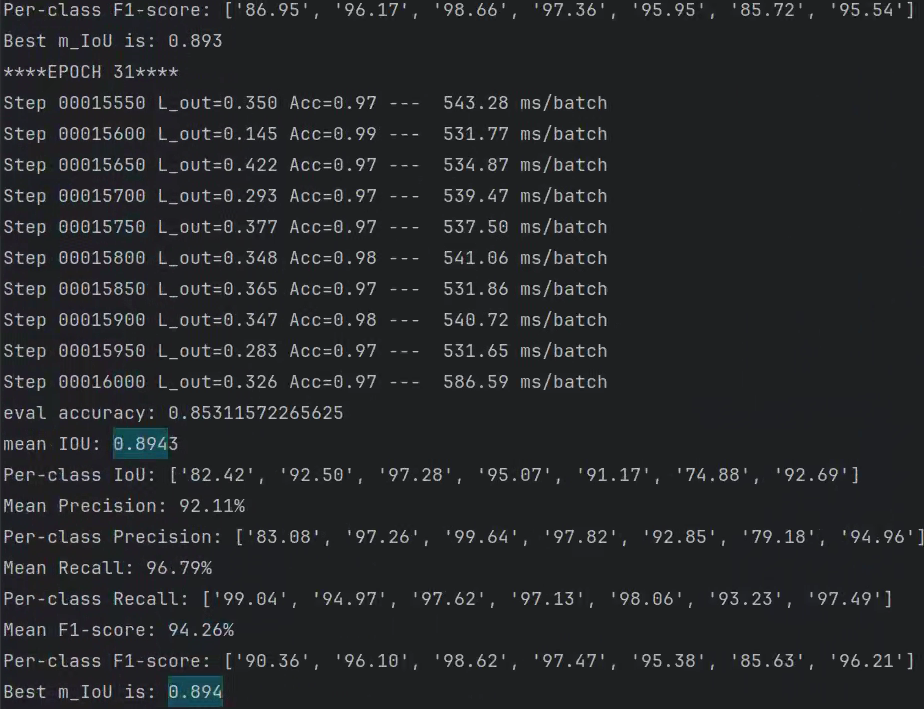 Per-class F1-score: ['86.95', '96.17', '98.66', '97.36', '95.95', '85.72', '95.54']
Best m_IoU is: 0.893
****EPOCH 31****
Step 00015550 L_out=0.350 Acc=0.97 ---  543.28 ms/batch
Step 00015600 L_out=0.145 Acc=0.99 ---  531.77 ms/batch
Step 00015650 L_out=0.422 Acc=0.97 ---  534.87 ms/batch
Step 00015700 L_out=0.293 Acc=0.97 ---  539.47 ms/batch
Step 00015750 L_out=0.377 Acc=0.97 ---  537.50 ms/batch
Step 00015800 L_out=0.348 Acc=0.98 ---  541.06 ms/batch
Step 00015850 L_out=0.365 Acc=0.97 ---  531.86 ms/batch
Step 00015900 L_out=0.347 Acc=0.98 ---  540.72 ms/batch
Step 00015950 L_out=0.283 Acc=0.97 ---  531.65 ms/batch
Step 00016000 L_out=0.326 Acc=0.97 ---  586.59 ms/batch
eval accuracy: 0.85311572265625
mean IOU: 0.8943
Per-class IoU: ['82.42', '92.50', '97.28', '95.07', '91.17', '74.88', '92.69']
Mean Precision: 92.11%
Per-class Precision: ['83.08', '97.26', '99.64', '97.82', '92.85', '79.18', '94.96']
Mean Recall: 96.79%
Per-class Recall: ['99.04', '94.97', '97.62', '97.13', '98.06', '93.23', '97.49']
Mean F1-score: 94.26%
Per-class F1-score: ['90.36', '96.10', '98.62', '97.47', '95.38', '85.63', '96.21']
Best m_IoU is: 0.894